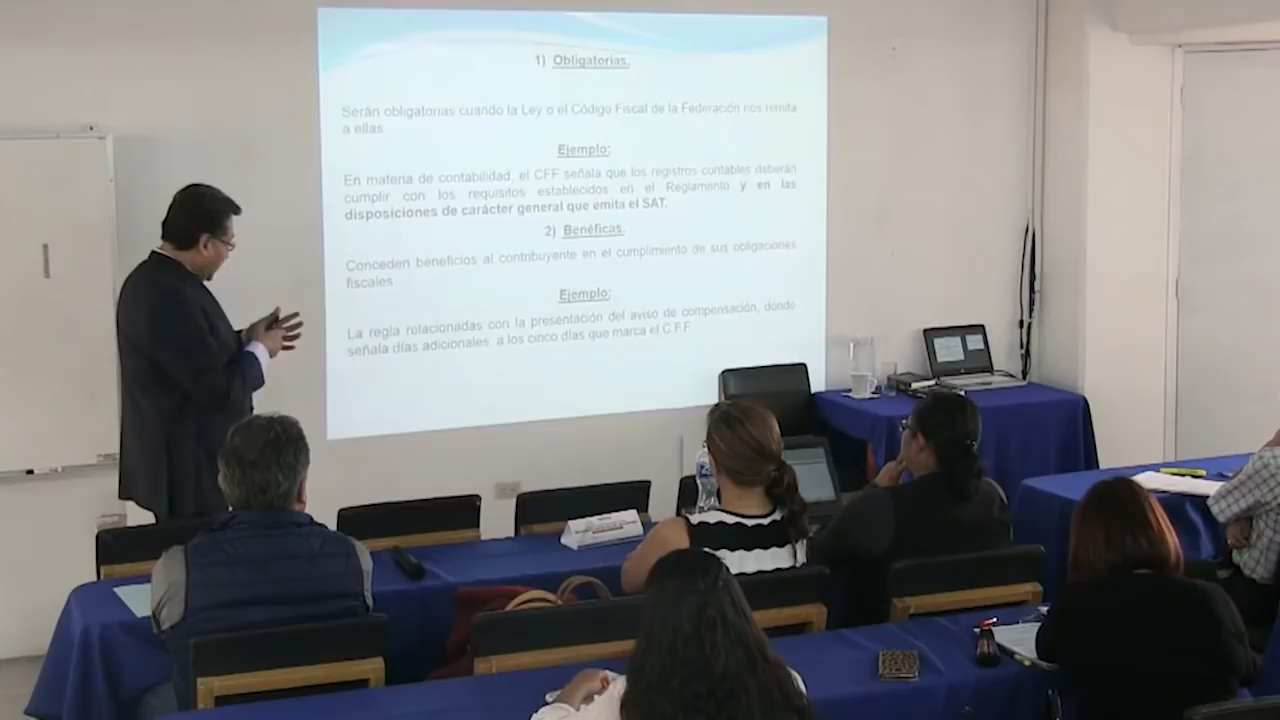 1) Obligatorias.
Serán obligatorias cuando la Ley o el Código Fiscal de la Federación nos remita
a ellas
Ejemplo:
En materia de contabilidad, el CFF señala que los registros contables deberán
cumplir con los requisitos establecidos en el Reglamento y en las
disposiciones de carácter general que emita el SAT.
2) Benéficas.
Conceden beneficios al contribuyente en el cumplimiento de sus obligaciones
fiscales
Ejemplo:
La regla relacionadas con la presentación del aviso de compensación, donde
señala días adicionales a los cinco días que marca el C.F.F